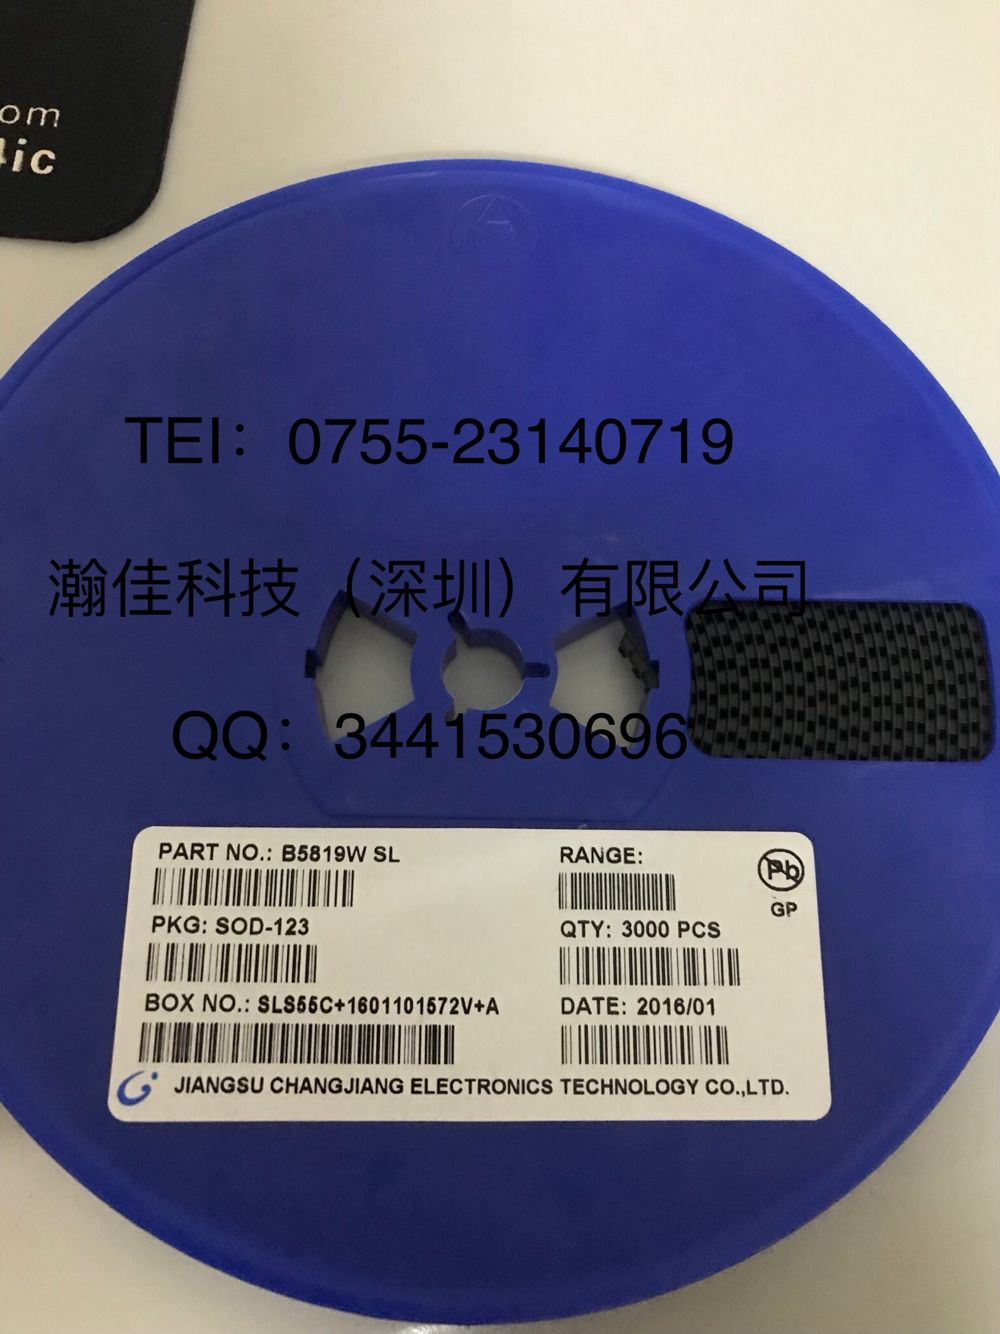 om
4ic
TEI：0755-23140719
瀚佳科技（深圳）有限公司
QQ：3441530696
PART NO.: B5819W SL
RANGE:
Pb
GP
PKG: SOD-123
QTY: 3000 PCS
BOX NO.: SLS55C+1601101572V+A
DATE: 2016/01
JIANGSU CHANGJIANG ELECTRONICS TECHNOLOGY CO.,LTD.